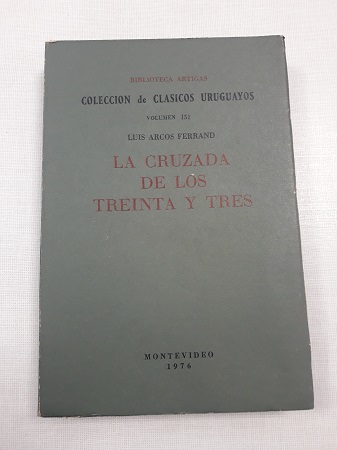 BIBLIOTECA ARTIGAS
COLECCION de CLASICOS URUGUAYOS
VOLUMEN 151
LUIS ARCOS FERRAND
LA CRUZADA
DE LOS
TREINTA Y TRES
MONTEVIDEO
1976